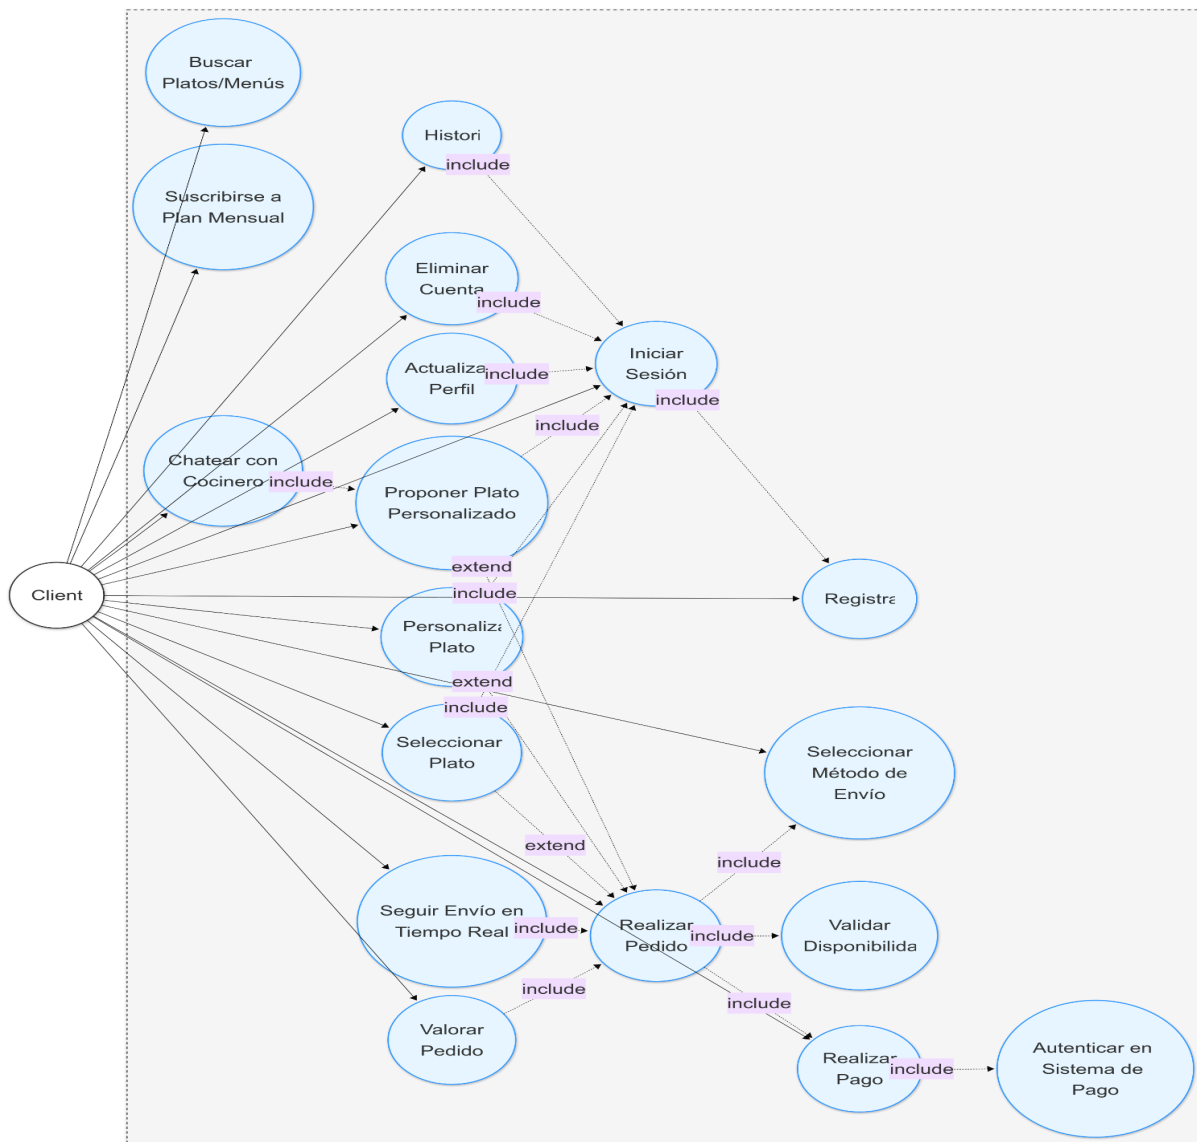 Buscar
Platos/Menús
Histori
include
Suscribirse a
Plan Mensual
Eliminar
Cuenta
include
Iniciar
Sesión
include
Actualiza
Perfil
include
include
Chatear con
Cocinero
include
Proponer Plato
Personalizado
extend
include
Client
Registra
Personaliza
Plato
extend
include
Seleccionar
Plato
Seleccionar
Método de
Envío
extend
include
Seguir Envío en
Tiempo Real
include
Realizar
Pedido
include
Validar
Disponibilida
include
include
Valorar
Pedido
Realizar
Pago
include
Autenticar en
Sistema de
Pago